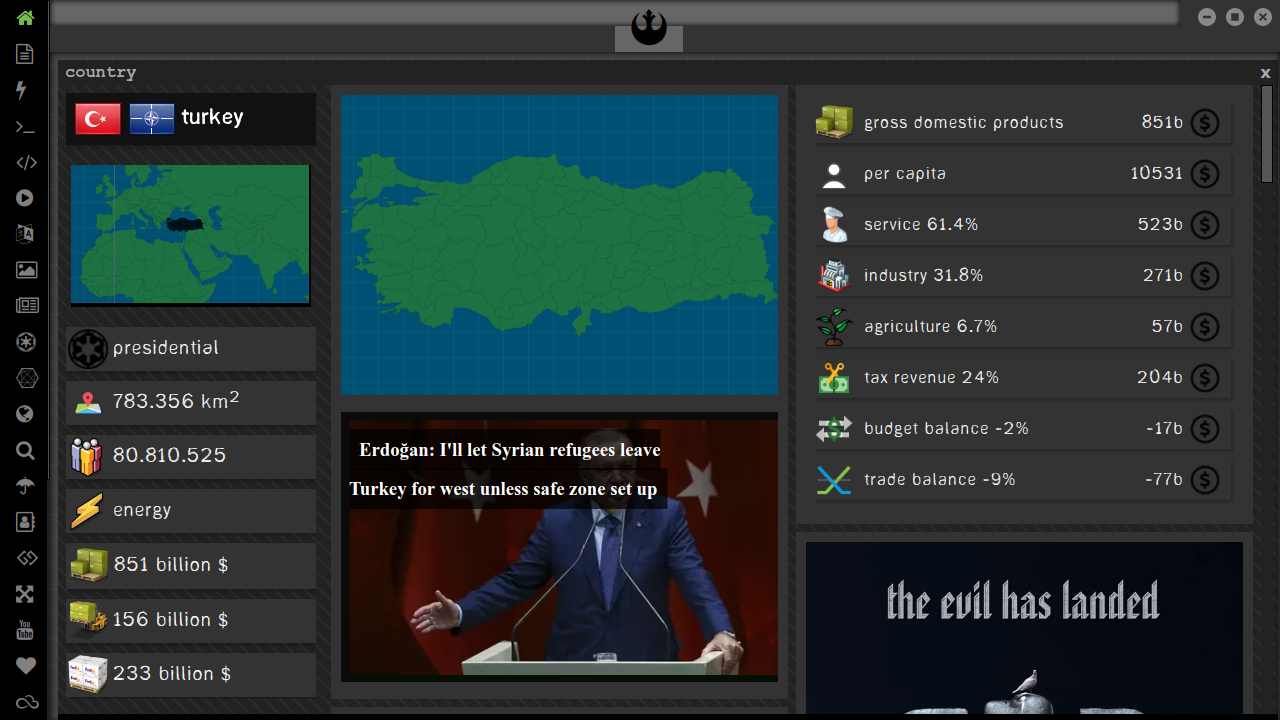 country
x
turkey
presidential
783.356 km²
80.810.525
energy
851 billion $
156 billion $
233 billion $
Erdoğan: I'll let Syrian refugees leave
Turkey for west unless safe zone set up
gross domestic products 851b $
per capita 10531 $
service 61.4% 523b $
industry 31.8% 271b $
agriculture 6.7% 57b $
tax revenue 24% 204b $
budget balance -2% -17b $
trade balance -9% -77b $
the evil has landed
You
Tube